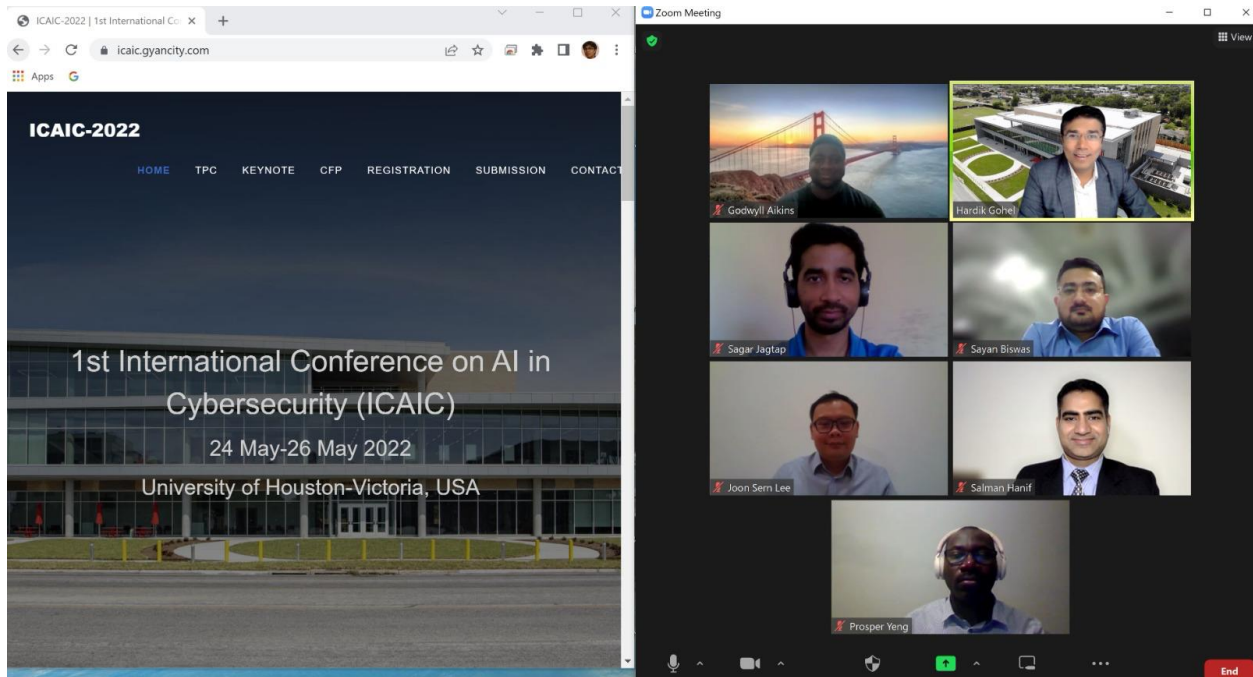 ICAIC-2022 | 1st International Co
icaic.gyancity.com
Apps
ICAIC-2022
HOME TPC KEYNOTE CFP REGISTRATION SUBMISSION CONTACT
1st International Conference on AI in
Cybersecurity (ICAIC)
24 May-26 May 2022
University of Houston-Victoria, USA
Zoom Meeting
View
Godwyll Aikins
Hardik Gohel
Sagar Jagtap
Sayan Biswas
Joon Sern Lee
Salman Hanif
Prosper Yeng
End